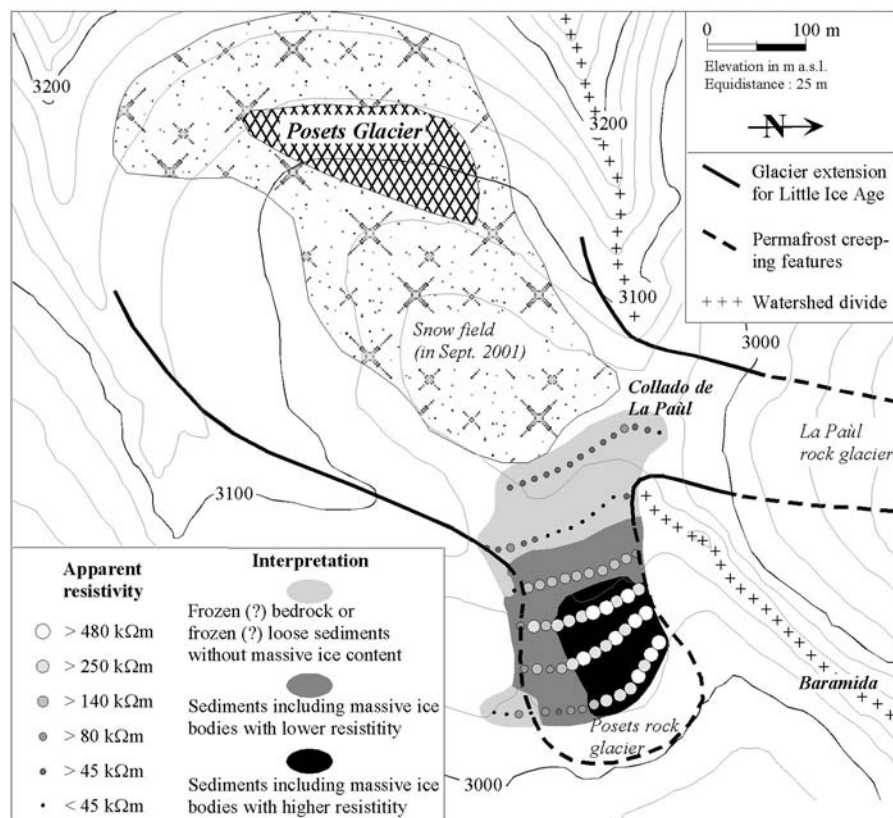 0 100 m
Elevation in m a.s.l.
Equidistance : 25 m
N
Glacier extension
for Little Ice Age
Permafrost creep-
ing features
Watershed divide
3200
3200
Posets Glacier
3100
3000
Snow field
(in Sept. 2001)
Collado de
La Paùl
La Paùl
rock glacier
3100
Baramida
Posets rock
glacier
3000
Apparent
resistivity
> 480 kΩm
> 250 kΩm
> 140 kΩm
> 80 kΩm
> 45 kΩm
< 45 kΩm
Interpretation
Frozen (?) bedrock or
frozen (?) loose sediments
without massive ice content
Sediments including massive ice
bodies with lower resistitity
Sediments including massive ice
bodies with higher resistitity